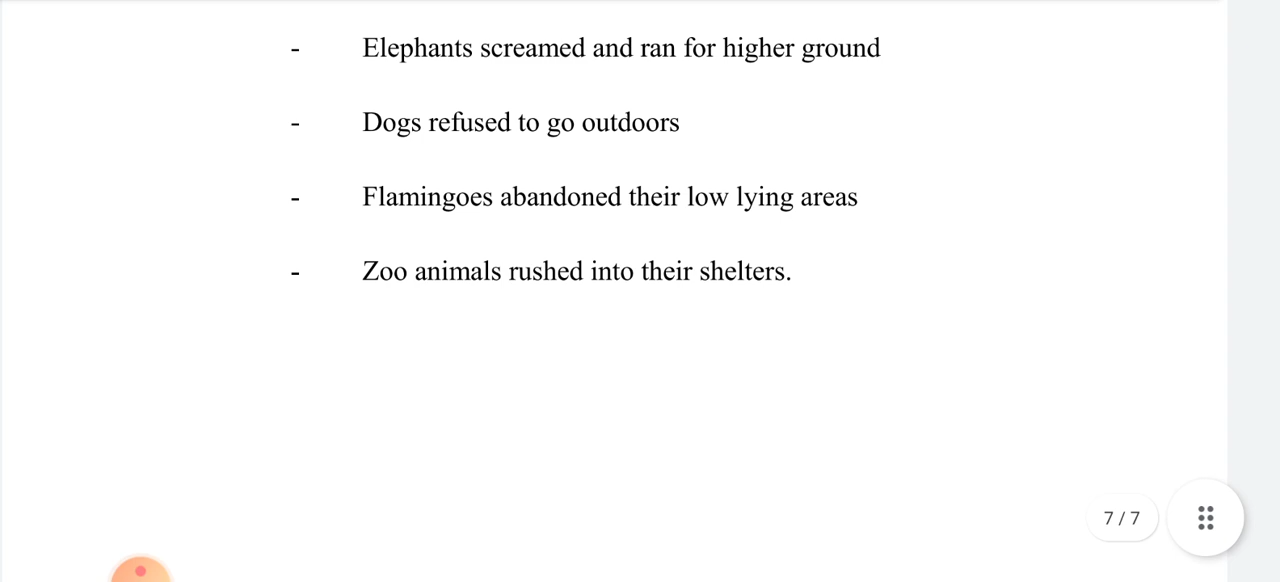 - Elephants screamed and ran for higher ground
- Dogs refused to go outdoors
- Flamingoes abandoned their low lying areas
- Zoo animals rushed into their shelters.
7 / 7